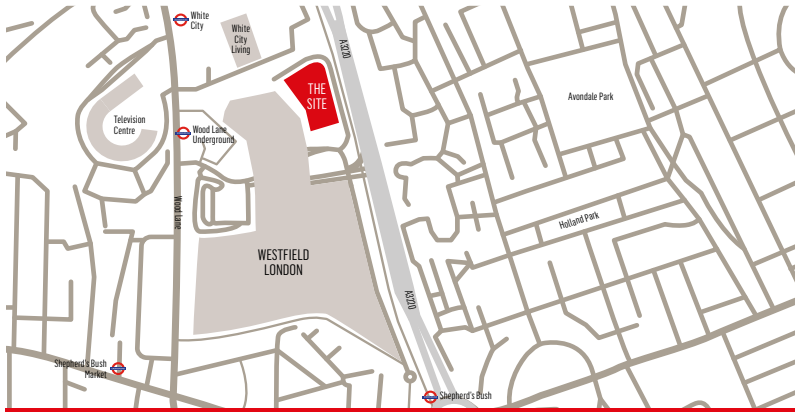 White
City
White
City
Living
A3220
THE
SITE
Avondale Park
Television
Centre
Wood Lane
Underground
Wood Lane
Holland Park
WESTFIELD
LONDON
A3220
Shepherd's Bush
Market
Shepherd's Bush